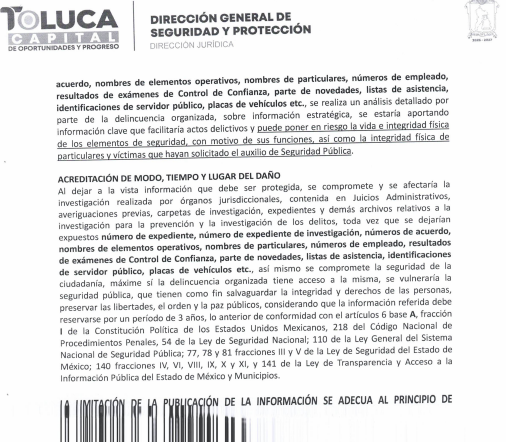 TOLUCA
CAPITAL
DE OPORTUNIDADES Y PROGRESO
DIRECCIÓN GENERAL DE
SEGURIDAD Y PROTECCIÓN
DIRECCIÓN JURÍDICA
acuerdo, nombres de elementos operativos, nombres de particulares, números de empleado,
resultados de exámenes de Control de Confianza, parte de novedades, listas de asistencia,
identificaciones de servidor público, placas de vehículos etc., se realiza un análisis detallado por
parte de la delincuencia organizada, sobre información estratégica, se estaría aportando
información clave que facilitaría actos delictivos y puede poner en riesgo la vida e integridad física
de los elementos de seguridad, con motivo de sus funciones, así como la integridad física de
particulares y víctimas que hayan solicitado el auxilio de Seguridad Pública.
ACREDITACIÓN DE MODO, TIEMPO Y LUGAR DEL DAÑO
Al dejar a la vista información que debe ser protegida, se compromete y se afectaría la
investigación realizada por órganos jurisdiccionales, contenida en Juicios Administrativos,
averiguaciones previas, carpetas de investigación, expedientes y demás archivos relativos a la
investigación para la prevención y la investigación de los delitos, toda vez que se dejarían
expuestos número de expediente, número de expediente de investigación, números de acuerdo,
nombres de elementos operativos, nombres de particulares, números de empleado, resultados
de exámenes de Control de Confianza, parte de novedades, listas de asistencia, identificaciones
de servidor público, placas de vehículos etc., así mismo se compromete la seguridad de la
ciudadanía, máxime sí la delincuencia organizada tiene acceso a la misma, se vulneraría la
seguridad pública, que tienen como fin salvaguardar la integridad y derechos de las personas,
preservar las libertades, el orden y la paz públicos, considerando que la información referida debe
reservarse por un periodo de 3 años, lo anterior de conformidad con el artículos 6 base A, fracción
I de la Constitución Política de los Estados Unidos Mexicanos, 218 del Código Nacional de
Procedimientos Penales, 54 de la Ley de Seguridad Nacional; 110 de la Ley General del Sistema
Nacional de Seguridad Pública; 77, 78 y 81 fracciones III y V de la Ley de Seguridad del Estado de
México; 140 fracciones IV, VI, VIII, IX, X y XI, y 141 de la Ley de Transparencia y Acceso a la
Información Pública del Estado de México y Municipios.
LA LIMITACIÓN DE LA PUBLICACIÓN DE LA INFORMACIÓN SE ADECUA AL PRINCIPIO DE